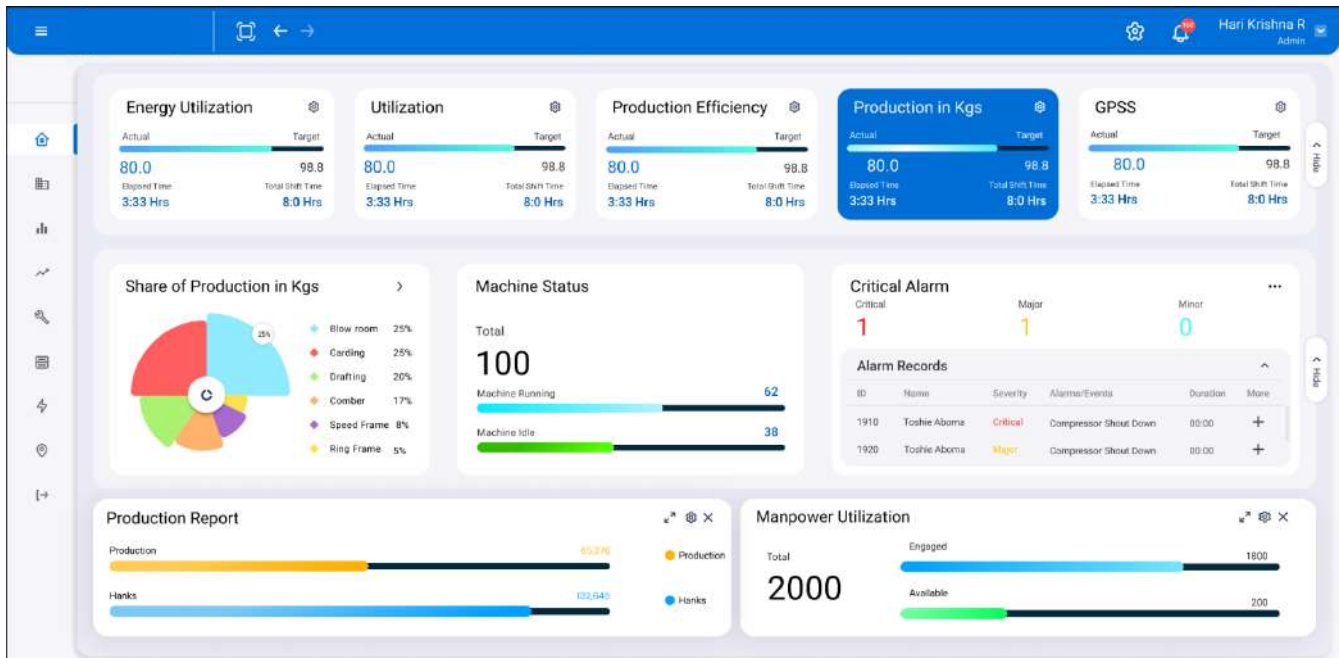 Hari Krishna R
Admin
Energy Utilization
Actual Target
80.0 98.8
Elapsed Time Total Shift Time
3:33 Hrs 8:0 Hrs
Utilization
Actual Target
80.0 98.8
Elapsed Time Total Shift Time
3:33 Hrs 8:0 Hrs
Production Efficiency
Actual Target
80.0 98.8
Elapsed Time Total Shift Time
3:33 Hrs 8:0 Hrs
Production in Kgs
Actual Target
80.0 98.8
Elapsed Time Total Shift Time
3:33 Hrs 8:0 Hrs
GPSS
Actual Target
80.0 98.8
Elapsed Time Total Shift Time
3:33 Hrs 8:0 Hrs
Hide
Share of Production in Kgs
25%
Blow room 25%
Carding 25%
Drafting 20%
Comber 17%
Speed Frame 8%
Ring Frame 5%
Machine Status
Total
100
Machine Running 62
Machine Idle 38
Critical Alarm
Critical Major Minor
1 1 0
Alarm Records
ID Name Severity Alarms/Events Duration More
1910 Toshie Aboma Critical Compressor Shout Down 00:00 +
1920 Toshie Aboma Major Compressor Shout Down 00:00 +
Hide
Production Report
Production 65,376
Hanks 132,645
Production
Hanks
Manpower Utilization
Total
2000
Engaged 1800
Available 200